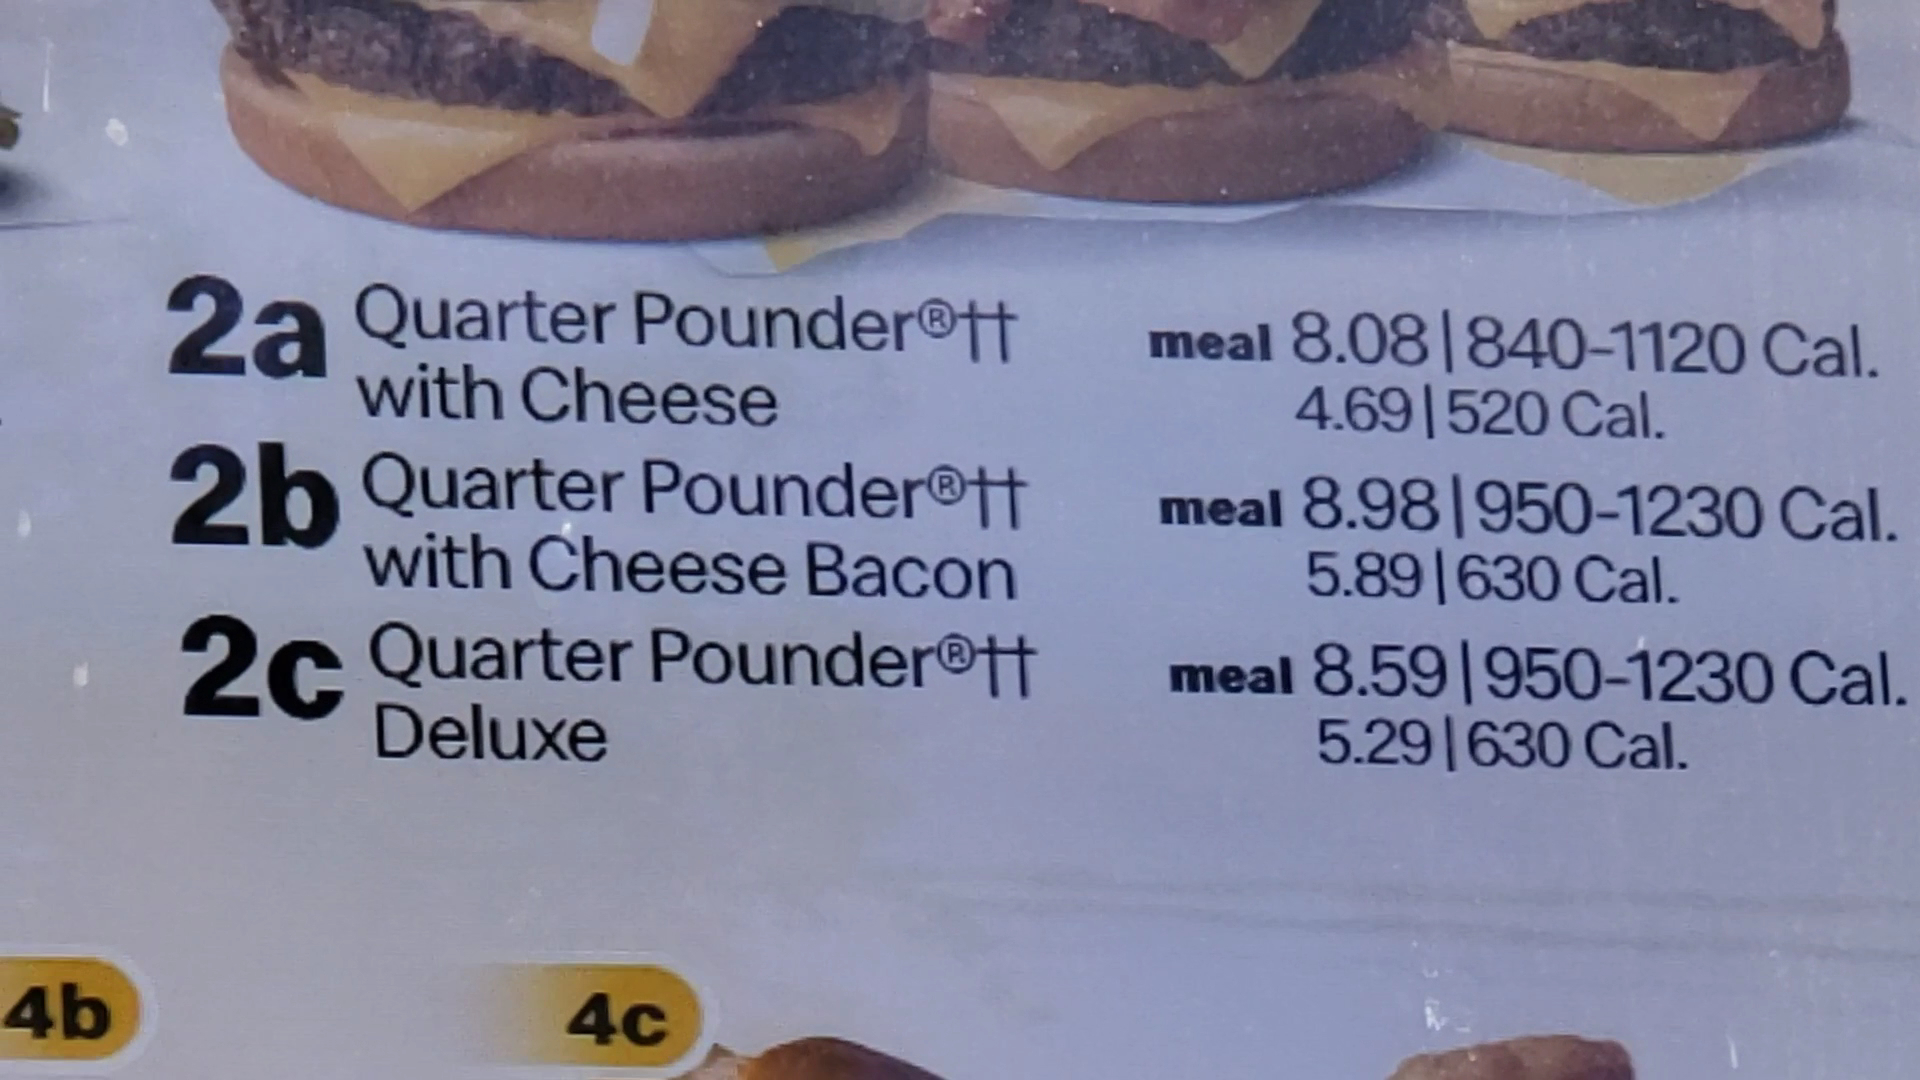 2a Quarter Pounder®†† meal 8.08|840-1120 Cal.
with Cheese 4.69|520 Cal.
2b Quarter Pounder®†† meal 8.98|950-1230 Cal.
with Cheese Bacon 5.89|630 Cal.
2c Quarter Pounder®†† meal 8.59|950-1230 Cal.
Deluxe 5.29|630 Cal.
4b 4c